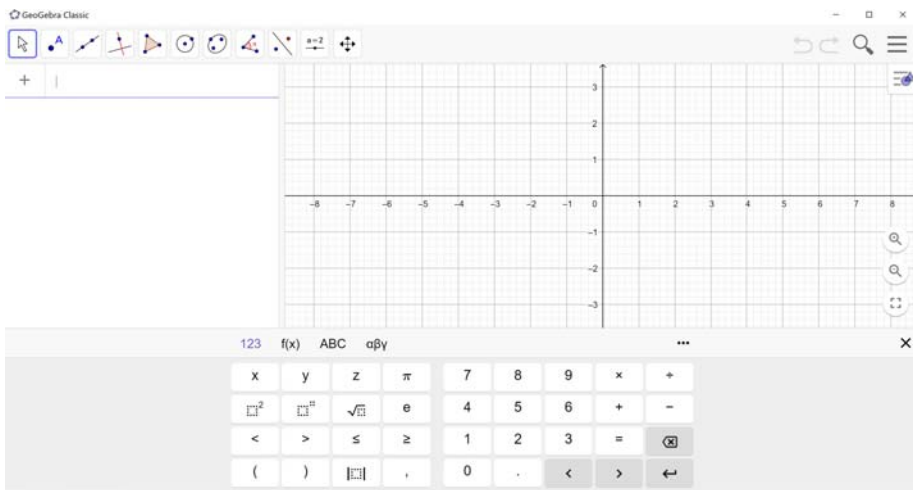 GeoGebra Classic
A
a=2
+
3
2
1
-8 -7 -6 -5 -4 -3 -2 -1 0 1 2 3 4 5 6 7 8
-1
-2
-3
123 f(x) ABC αβγ
x y z π 7 8 9 × ÷
2 √ e 4 5 6 + −
< > ≤ ≥ 1 2 3 =
( ) | | , 0 . < >